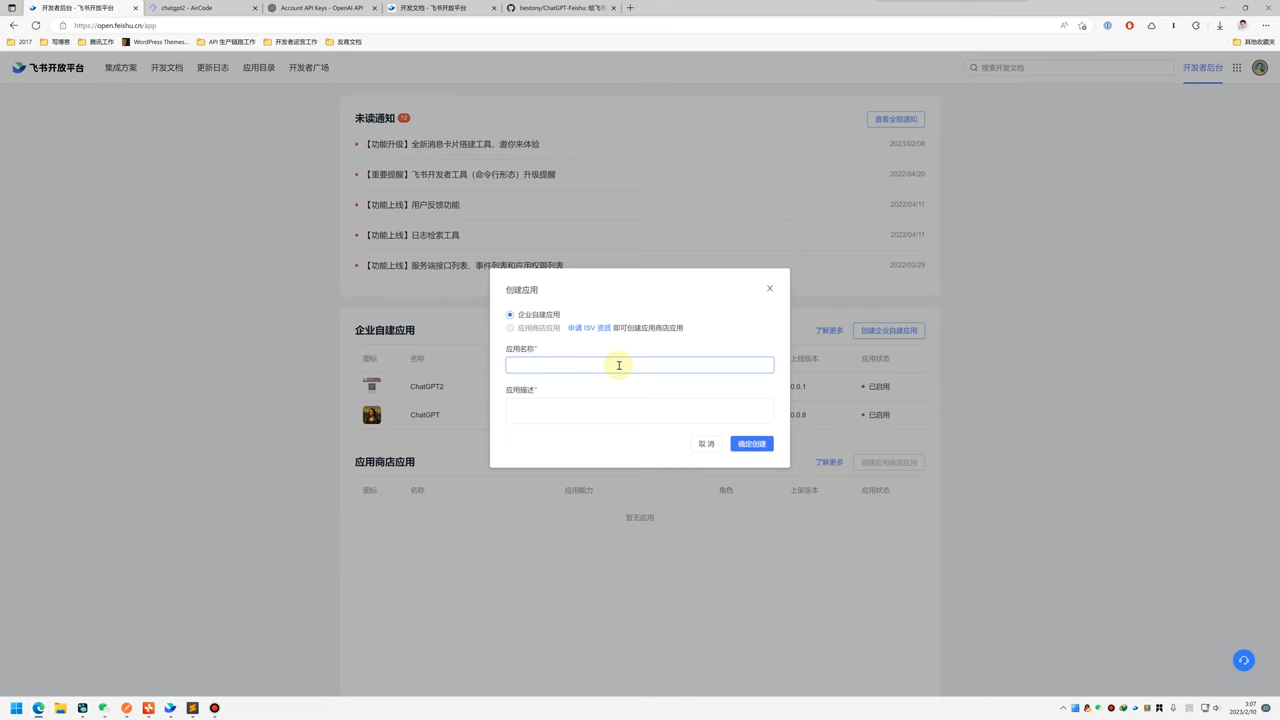 开发者后台 - 飞书开放平台
chatgpt2 - AirCode
Account API Keys - OpenAI API
开发文档 - 飞书开放平台
bestony/ChatGPT-Feishu: 给飞书
https://open.feishu.cn/app
2017
写博客
腾讯工作
WordPress Themes...
API 生产链路工作
开发者运营工作
友商文档
其他收藏夹
飞书开放平台
集成方案
开发文档
更新日志
应用目录
开发者广场
搜索开发文档
开发者后台
未读通知 12
查看全部通知
【功能升级】全新消息卡片搭建工具，邀你来体验
2023/02/08
【重要提醒】飞书开发者工具（命令行形态）升级提醒
2022/04/20
【功能上线】用户反馈功能
2022/04/11
【功能上线】日志检索工具
2022/04/11
【功能上线】服务端接口列表、事件列表和应用权限列表
2022/03/29
创建应用
企业自建应用
应用商店应用 申请 ISV 资质 即可创建应用商店应用
应用名称*
应用描述*
取 消
确定创建
企业自建应用
了解更多
创建企业自建应用
图标
名称
上线版本
应用状态
ChatGPT2
0.0.1
已启用
ChatGPT
0.0.8
已启用
应用商店应用
了解更多
创建应用商店应用
图标
名称
应用能力
角色
上架版本
应用状态
暂无应用
3:07
2023/2/10